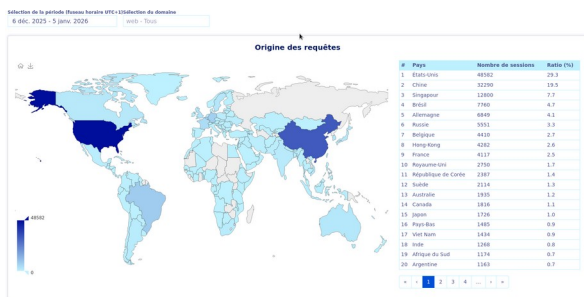 Sélection de la période (fuseau horaire UTC+1)
Sélection du domaine
6 déc. 2025 - 5 janv. 2026
web - Tous
Origine des requêtes
# Pays Nombre de sessions Ratio (%)
1 États-Unis 48582 29.3
2 Chine 32290 19.5
3 Singapour 12800 7.7
4 Brésil 7760 4.7
5 Allemagne 6849 4.1
6 Russie 5551 3.3
7 Belgique 4410 2.7
8 Hong-Kong 4282 2.6
9 France 4117 2.5
10 Royaume-Uni 2750 1.7
11 République de Corée 2387 1.4
12 Suède 2114 1.3
13 Australie 1935 1.2
14 Canada 1816 1.1
15 Japon 1726 1.0
16 Pays-Bas 1485 0.9
17 Viet Nam 1434 0.9
18 Inde 1268 0.8
19 Afrique du Sud 1174 0.7
20 Argentine 1163 0.7
48582
0
« ‹ 1 2 3 4 ... › »